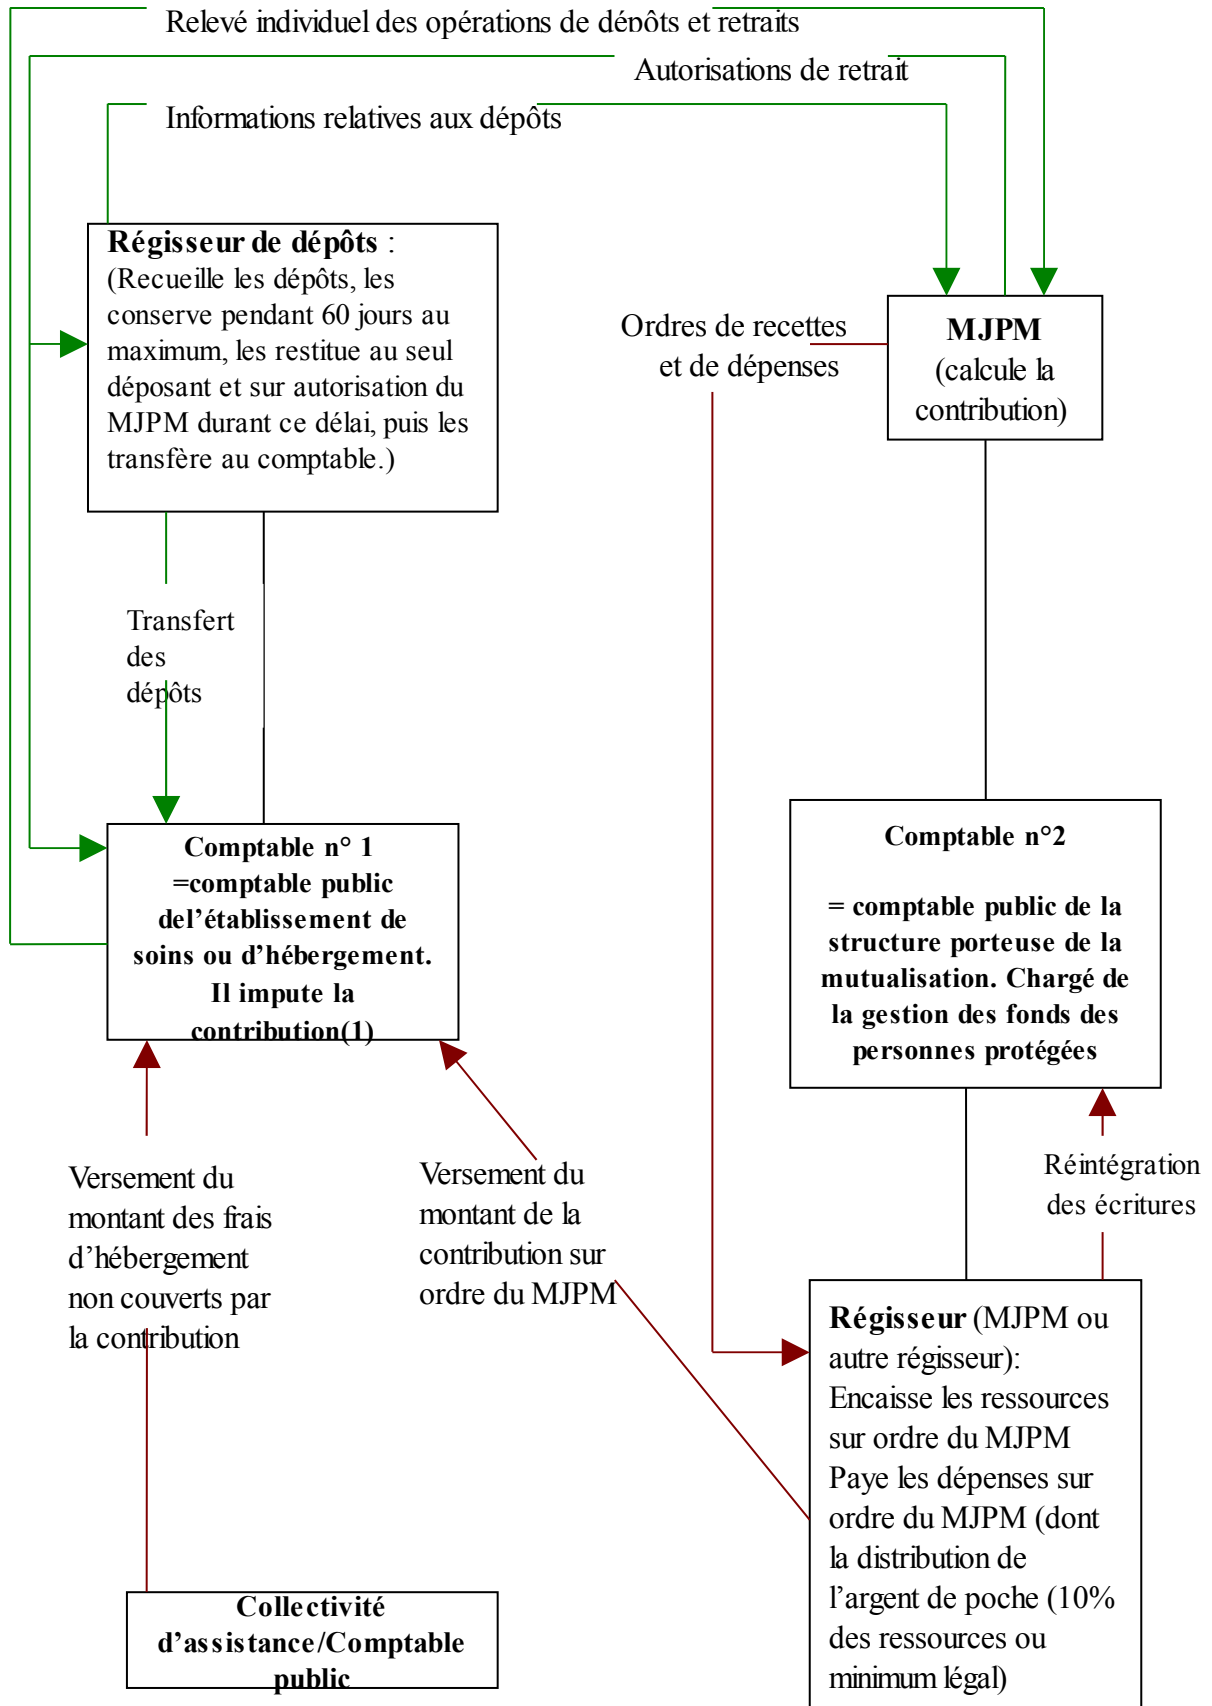 Relevé individuel des opérations de dépôts et retraits
Autorisations de retrait
Informations relatives aux dépôts
Régisseur de dépôts :
(Recueille les dépôts, les
conserve pendant 60 jours au
maximum, les restitue au seul
déposant et sur autorisation du
MJPM durant ce délai, puis les
transfère au comptable.)
Ordres de recettes
et de dépenses
MJPM
(calcule la
contribution)
Transfert
des
dépôts
Comptable n° 1
=comptable public
del’établissement de
soins ou d’hébergement.
Il impute la
contribution(1)
Comptable n°2
= comptable public de la
structure porteuse de la
mutualisation. Chargé de
la gestion des fonds des
personnes protégées
Versement du
montant des frais
d’hébergement
non couverts par
la contribution
Versement du
montant de la
contribution sur
ordre du MJPM
Réintégration
des écritures
Régisseur (MJPM ou
autre régisseur):
Encaisse les ressources
sur ordre du MJPM
Paye les dépenses sur
ordre du MJPM (dont
la distribution de
l’argent de poche (10%
des ressources ou
minimum légal)
Collectivité
d’assistance/Comptable
public